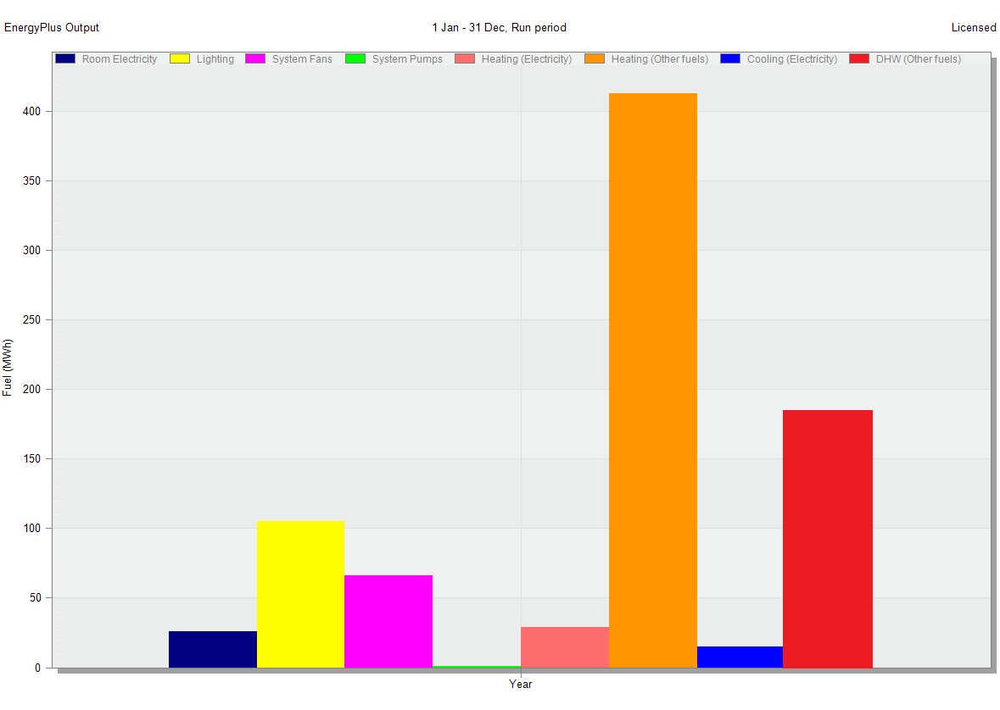 EnergyPlus Output 1 Jan - 31 Dec, Run period Licensed
Room Electricity Lighting System Fans System Pumps Heating (Electricity) Heating (Other fuels) Cooling (Electricity) DHW (Other fuels)
400
350
300
250
200
150
100
50
0
Fuel (MWh)
Year